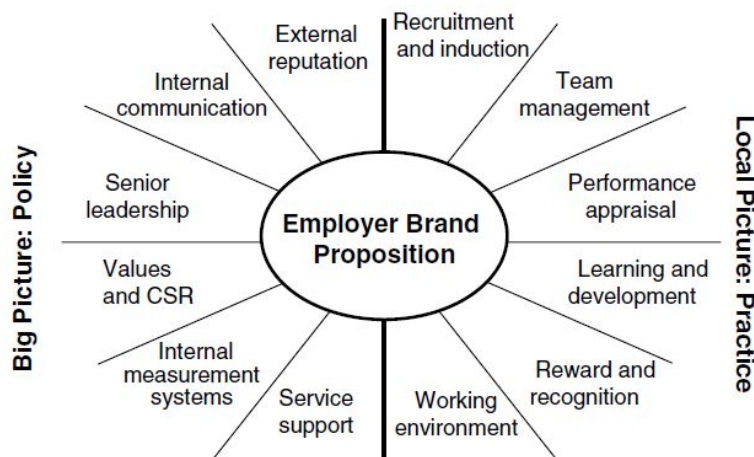 External
reputation
Recruitment
and induction
Internal
communication
Team
management
Big Picture: Policy
Senior
leadership
Employer Brand
Proposition
Performance
appraisal
Local Picture: Practice
Values
and CSR
Learning and
development
Internal
measurement
systems
Service
support
Working
environment
Reward and
recognition